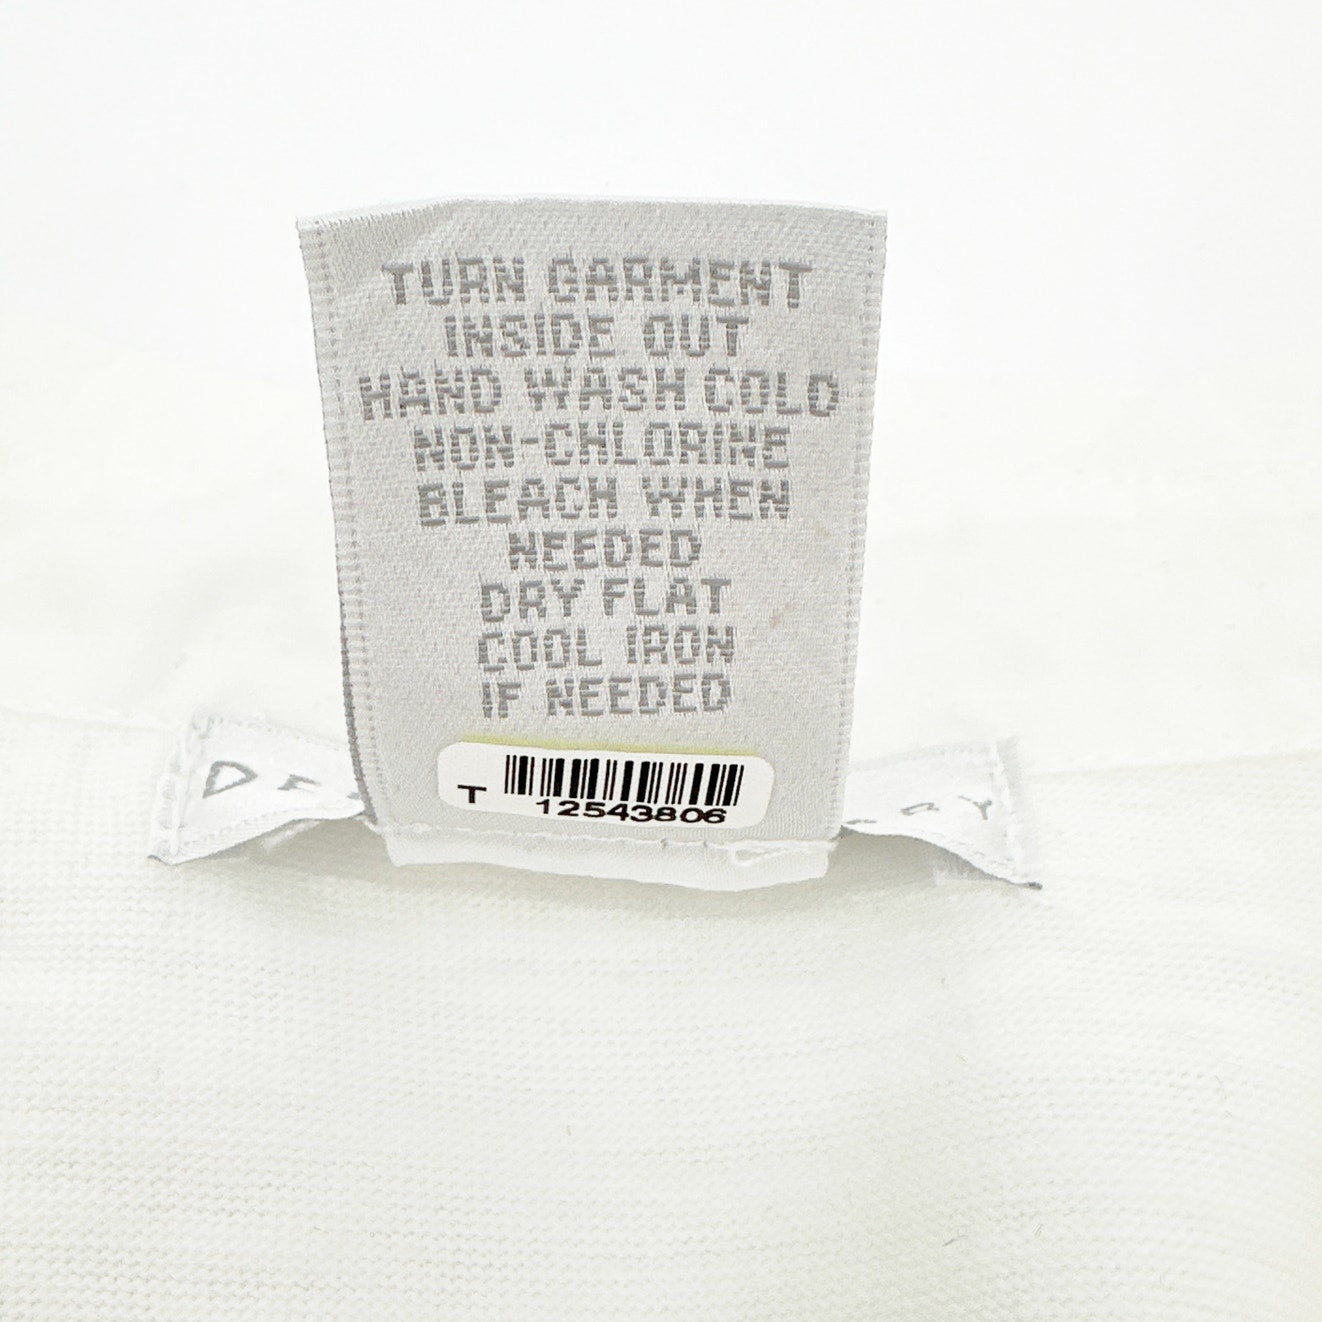 TURN GARMENT
INSIDE OUT
HAND WASH COLD
NON-CHLORINE
BLEACH WHEN
NEEDED
DRY FLAT
COOL IRON
IF NEEDED
T 12543806